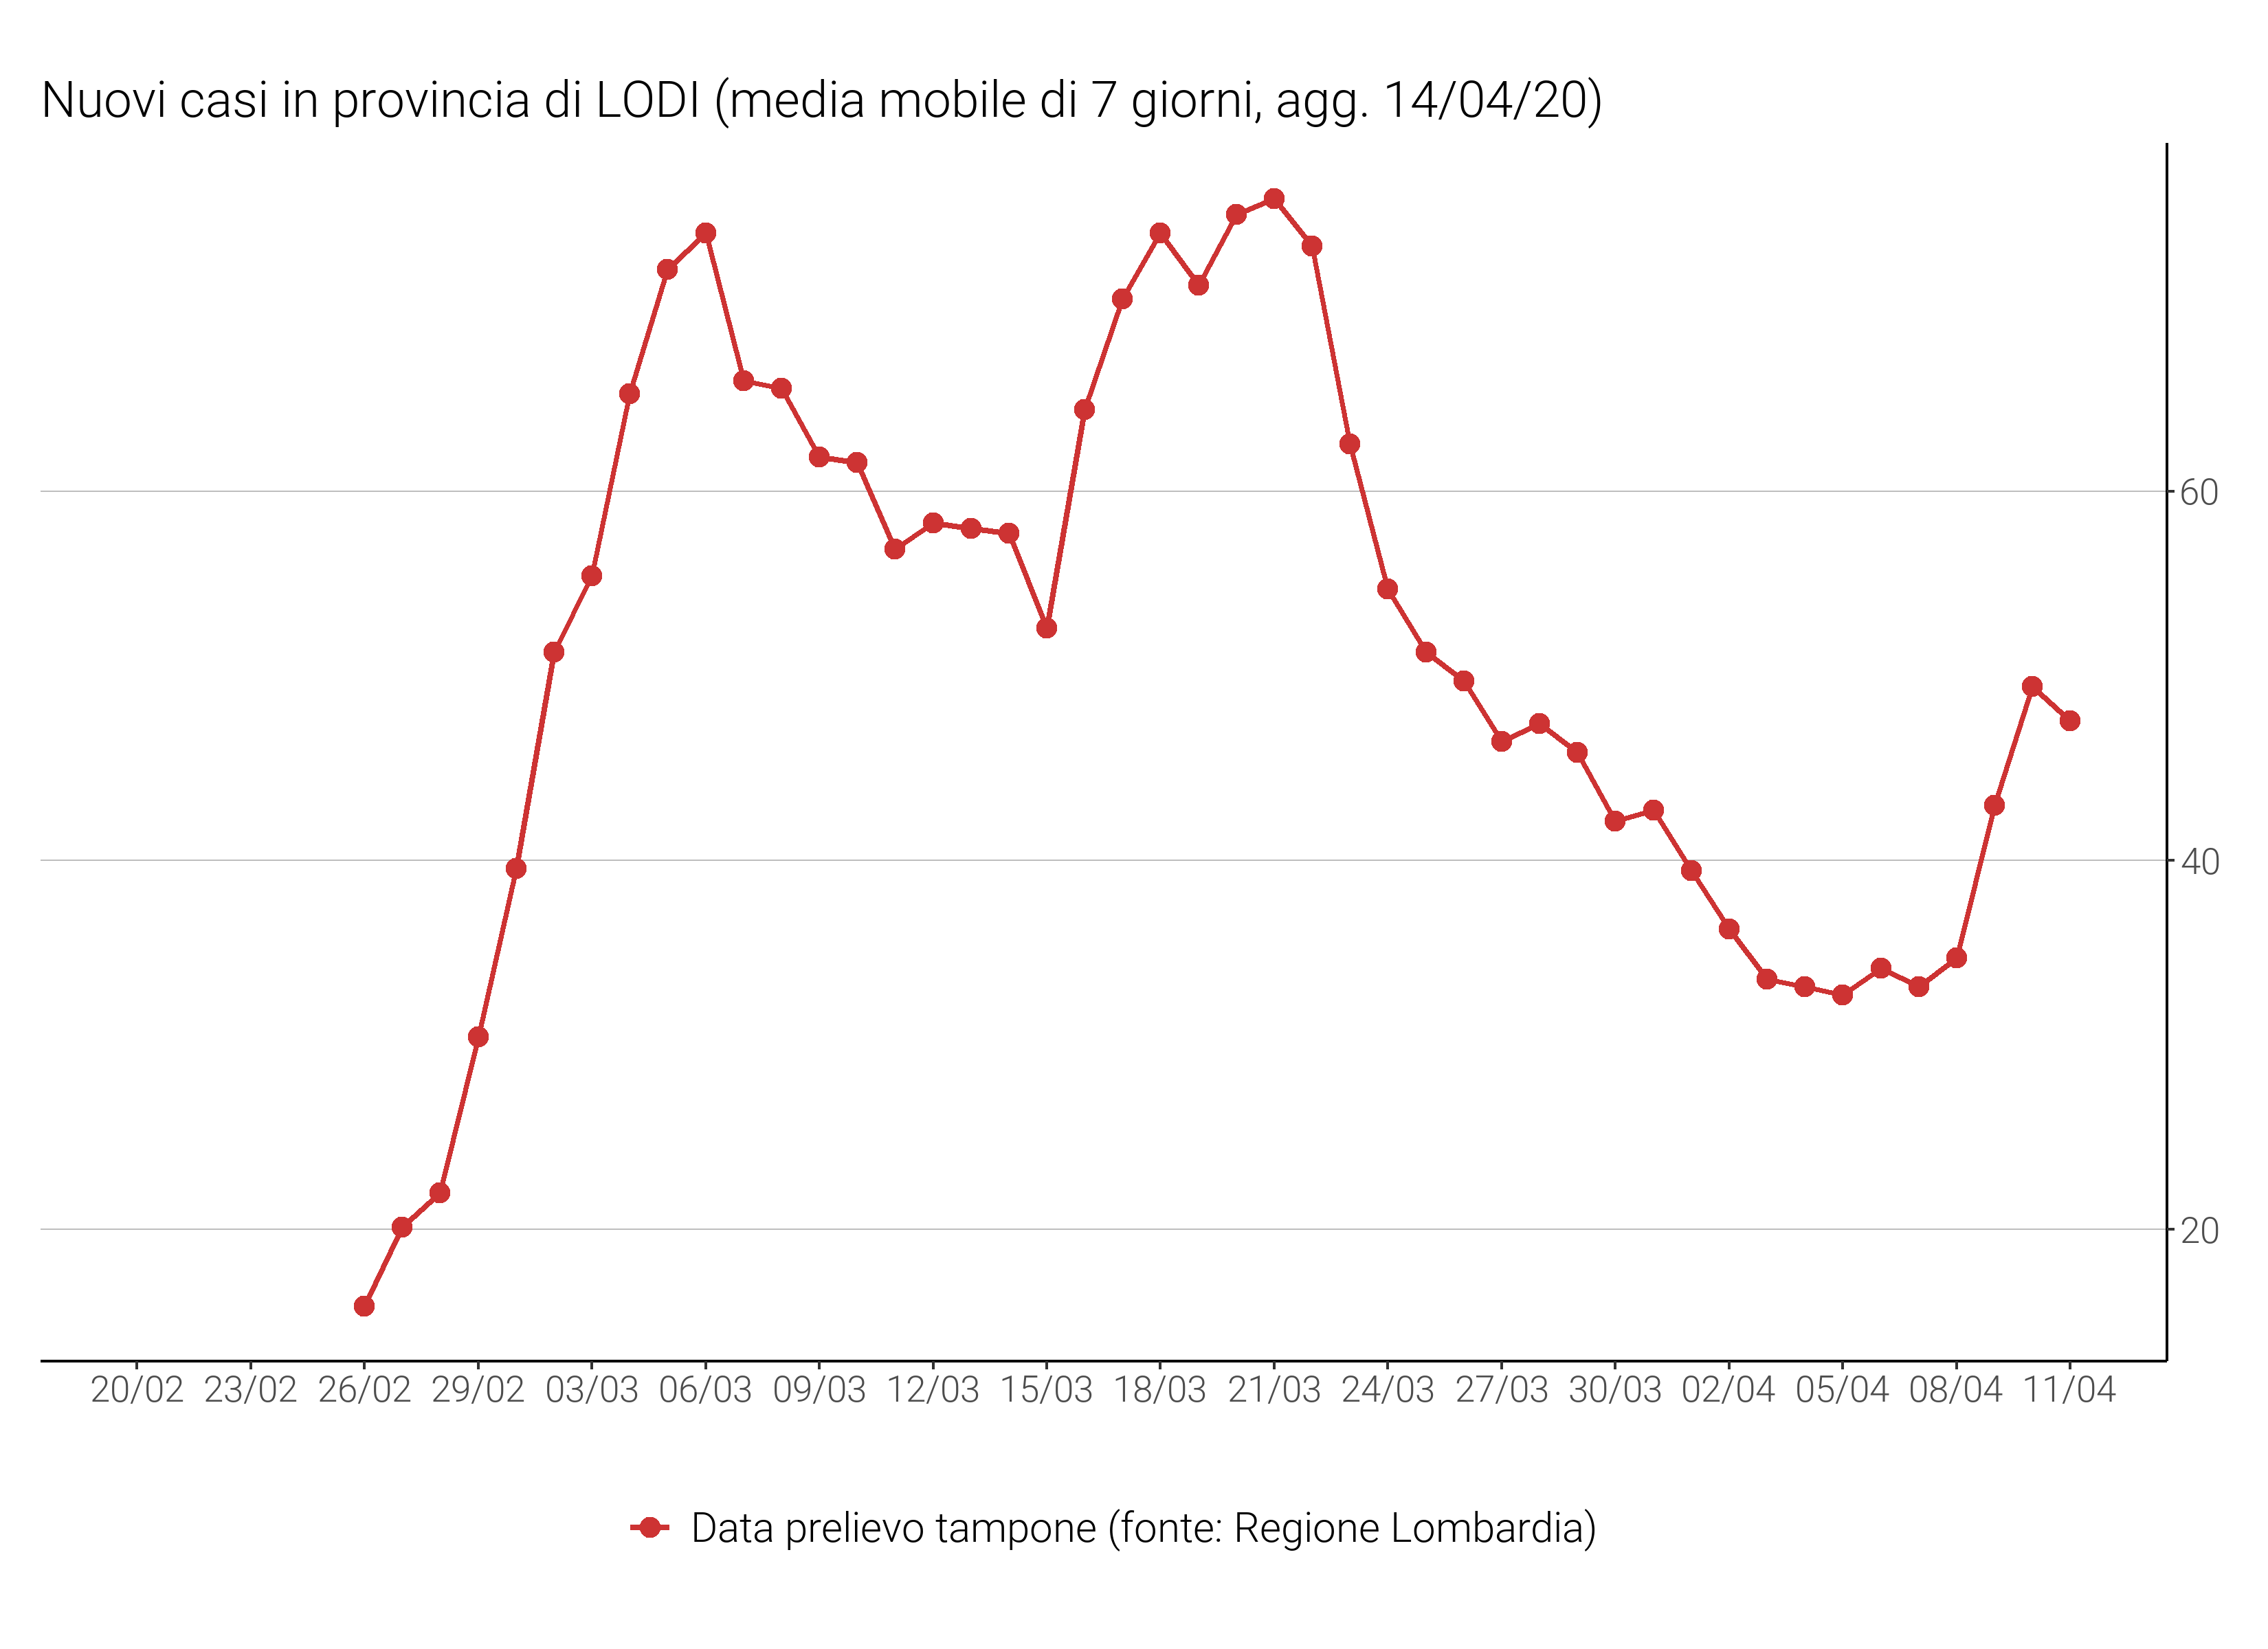 Nuovi casi in provincia di LODI (media mobile di 7 giorni, agg. 14/04/20)
60
40
20
20/02 23/02 26/02 29/02 03/03 06/03 09/03 12/03 15/03 18/03 21/03 24/03 27/03 30/03 02/04 05/04 08/04 11/04
Data prelievo tampone (fonte: Regione Lombardia)